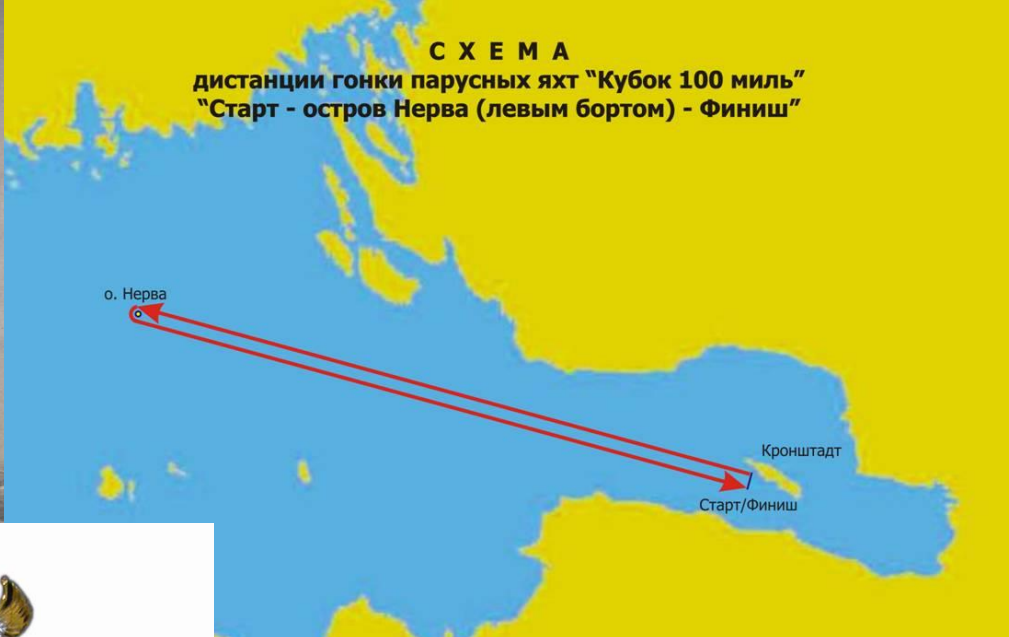 С Х Е М А
дистанции гонки парусных яхт “Кубок 100 миль”
“Старт - остров Нерва (левым бортом) - Финиш”
о. Нерва
Кронштадт
Старт/Финиш